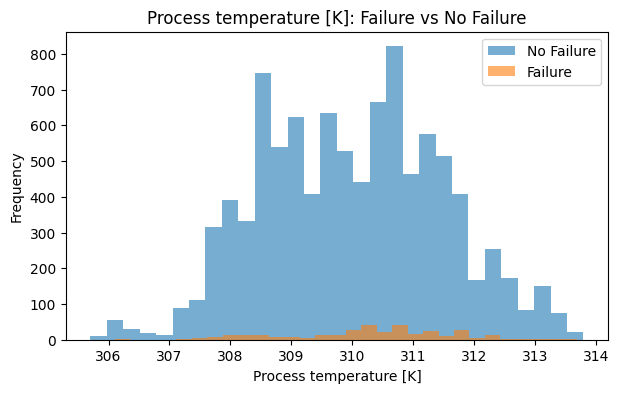 Process temperature [K]: Failure vs No Failure
No Failure
Failure
Frequency
800
700
600
500
400
300
200
100
0
306 307 308 309 310 311 312 313 314
Process temperature [K]